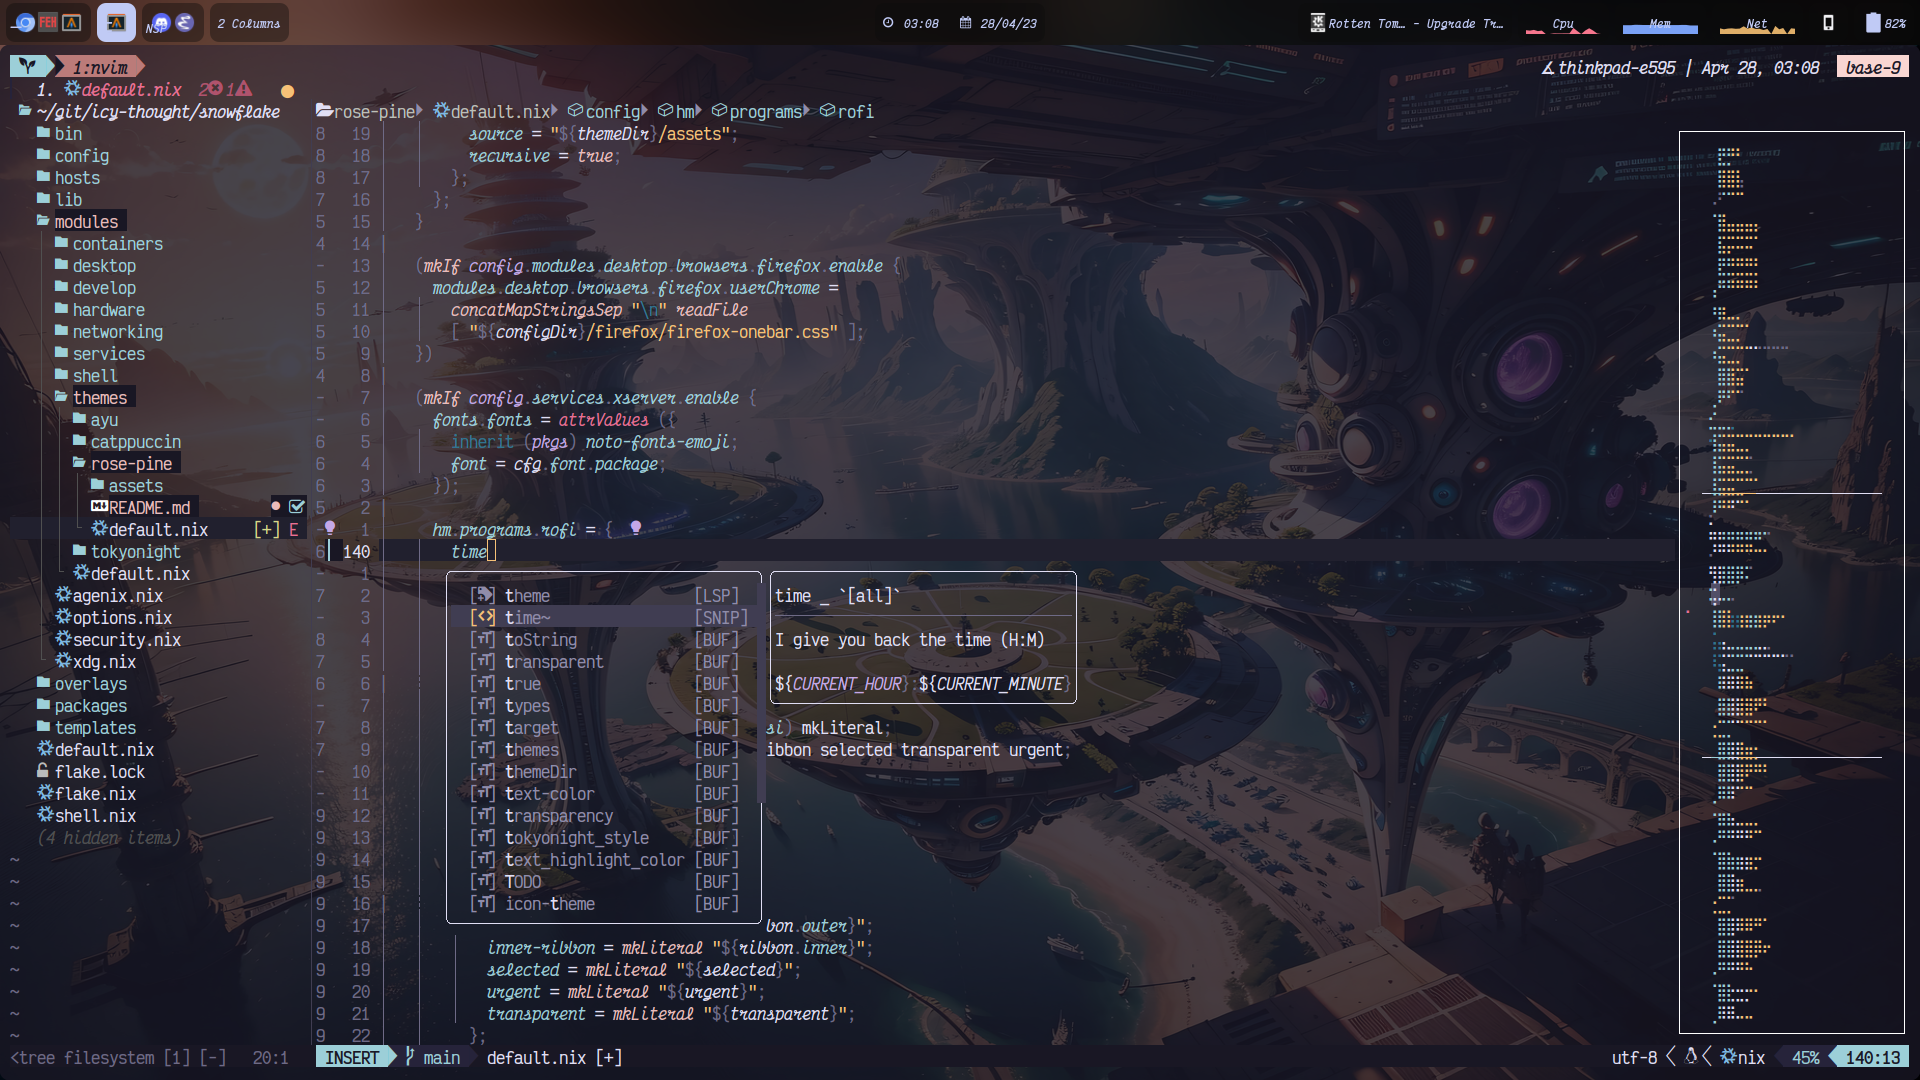 NSP
2 Columns
03:08
28/04/23
Rotten Tom… - Upgrade Tr…
Cpu
Mem
Net
82%
1:nvim
thinkpad-e595 | Apr 28, 03:08
base-9
1. default.nix 2 1
~/git/icy-thought/snowflake
rose-pine default.nix config hm programs rofi
bin
config
hosts
lib
modules
containers
desktop
develop
hardware
networking
services
shell
themes
ayu
catppuccin
rose-pine
assets
README.md
default.nix [+] E
tokyonight
default.nix
agenix.nix
options.nix
security.nix
xdg.nix
overlays
packages
templates
default.nix
flake.lock
flake.nix
shell.nix
(4 hidden items)
~
~
~
~
~
~
~
~
~
<tree filesystem [1] [-] 20:1
8 19 source = "${themeDir}/assets";
8 18 recursive = true;
8 17 };
7 16 };
5 15 }
4 14
- 13 (mkIf config.modules.desktop.browsers.firefox.enable {
5 12 modules.desktop.browsers.firefox.userChrome =
5 11 concatMapStringsSep "\n" readFile
5 10 [ "${configDir}/firefox/firefox-onebar.css" ];
5 9 })
4 8
- 7 (mkIf config.services.xserver.enable {
- 6 fonts.fonts = attrValues ({
6 5 inherit (pkgs) noto-fonts-emoji;
6 4 font = cfg.font.package;
6 3 });
5 2
- 1 hm.programs.rofi = {
6 140 time
- 1
7 2
- 3
8 4
7 5
6 6
- 7
7 8 si) mkLiteral;
7 9 ibbon selected transparent urgent;
- 10
- 11
9 12
9 13
9 14
9 15
9 16
9 17 bon.outer}";
9 18 inner-ribbon = mkLiteral "${ribbon.inner}";
9 19 selected = mkLiteral "${selected}";
9 20 urgent = mkLiteral "${urgent}";
9 21 transparent = mkLiteral "${transparent}";
9 22 };
theme [LSP]
time~ [SNIP]
toString [BUF]
transparent [BUF]
true [BUF]
types [BUF]
target [BUF]
themes [BUF]
themeDir [BUF]
text-color [BUF]
transparency [BUF]
tokyonight_style [BUF]
text_highlight_color [BUF]
TODO [BUF]
icon-theme [BUF]
time _ `[all]`
I give you back the time (H:M)
${CURRENT_HOUR}:${CURRENT_MINUTE}
INSERT main default.nix [+]
utf-8 nix 45% 140:13